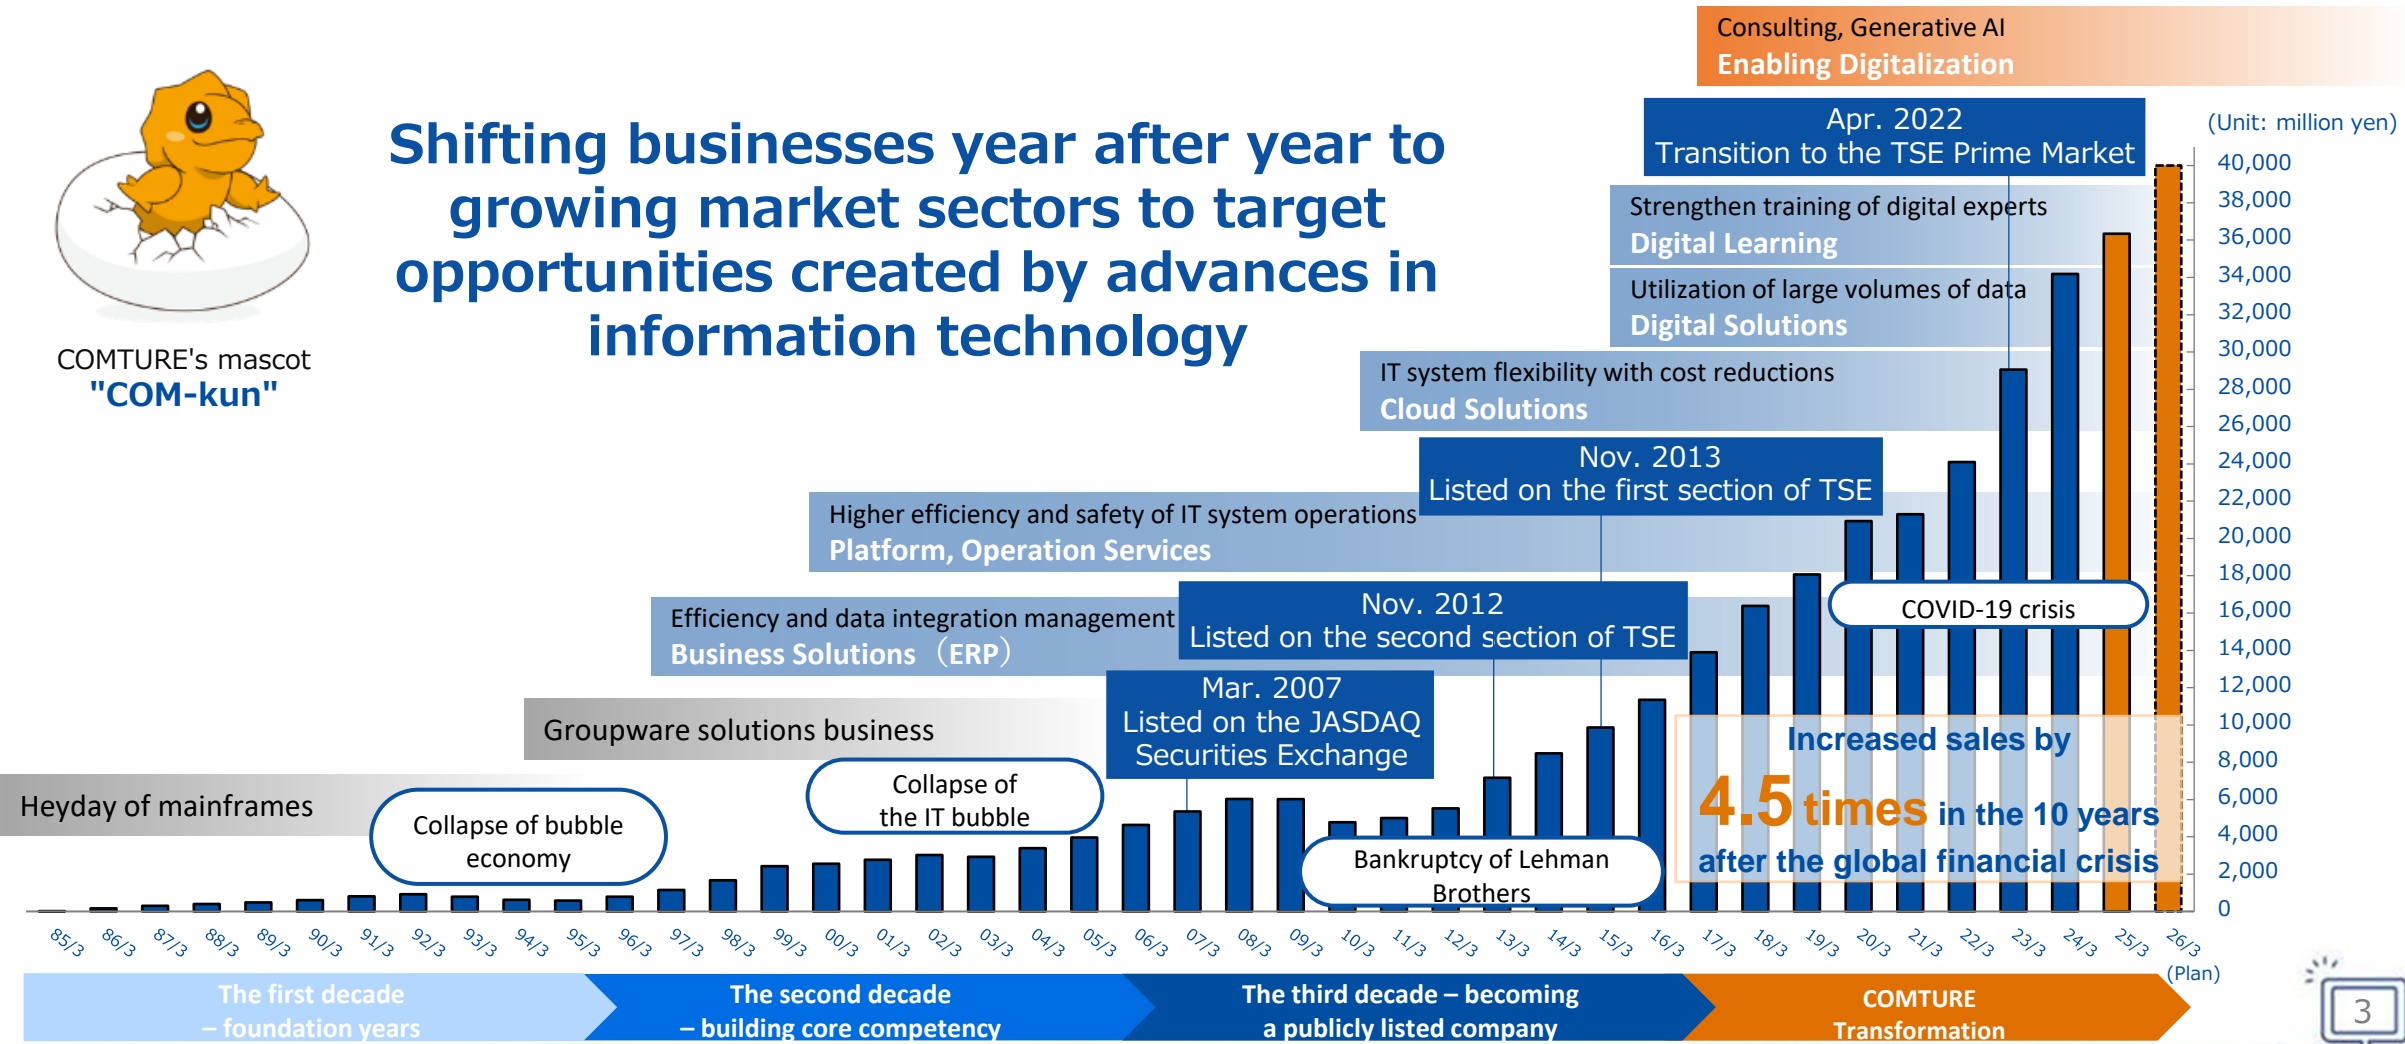 Consulting, Generative AI
Enabling Digitalization
Apr. 2022
Transition to the TSE Prime Market
(Unit: million yen)
Shifting businesses year after year to
growing market sectors to target
opportunities created by advances in
information technology
COMTURE's mascot
"COM-kun"
Strengthen training of digital experts
Digital Learning
Utilization of large volumes of data
Digital Solutions
IT system flexibility with cost reductions
Cloud Solutions
Nov. 2013
Listed on the first section of TSE
Higher efficiency and safety of IT system operations
Platform, Operation Services
Nov. 2012
Listed on the second section of TSE
Efficiency and data integration management
Business Solutions（ERP）
COVID-19 crisis
Mar. 2007
Listed on the JASDAQ
Securities Exchange
Groupware solutions business
Collapse of
the IT bubble
Heyday of mainframes
Collapse of bubble
economy
Bankruptcy of Lehman
Brothers
Increased sales by
4.5 times in the 10 years
after the global financial crisis
40,000
38,000
36,000
34,000
32,000
30,000
28,000
26,000
24,000
22,000
20,000
18,000
16,000
14,000
12,000
10,000
8,000
6,000
4,000
2,000
0
85/3 86/3 87/3 88/3 89/3 90/3 91/3 92/3 93/3 94/3 95/3 96/3 97/3 98/3 99/3 00/3 01/3 02/3 03/3 04/3 05/3 06/3 07/3 08/3 09/3 10/3 11/3 12/3 13/3 14/3 15/3 16/3 17/3 18/3 19/3 20/3 21/3 22/3 23/3 24/3 25/3 26/3
(Plan)
The first decade
– foundation years
The second decade
– building core competency
The third decade – becoming
a publicly listed company
COMTURE
Transformation
3